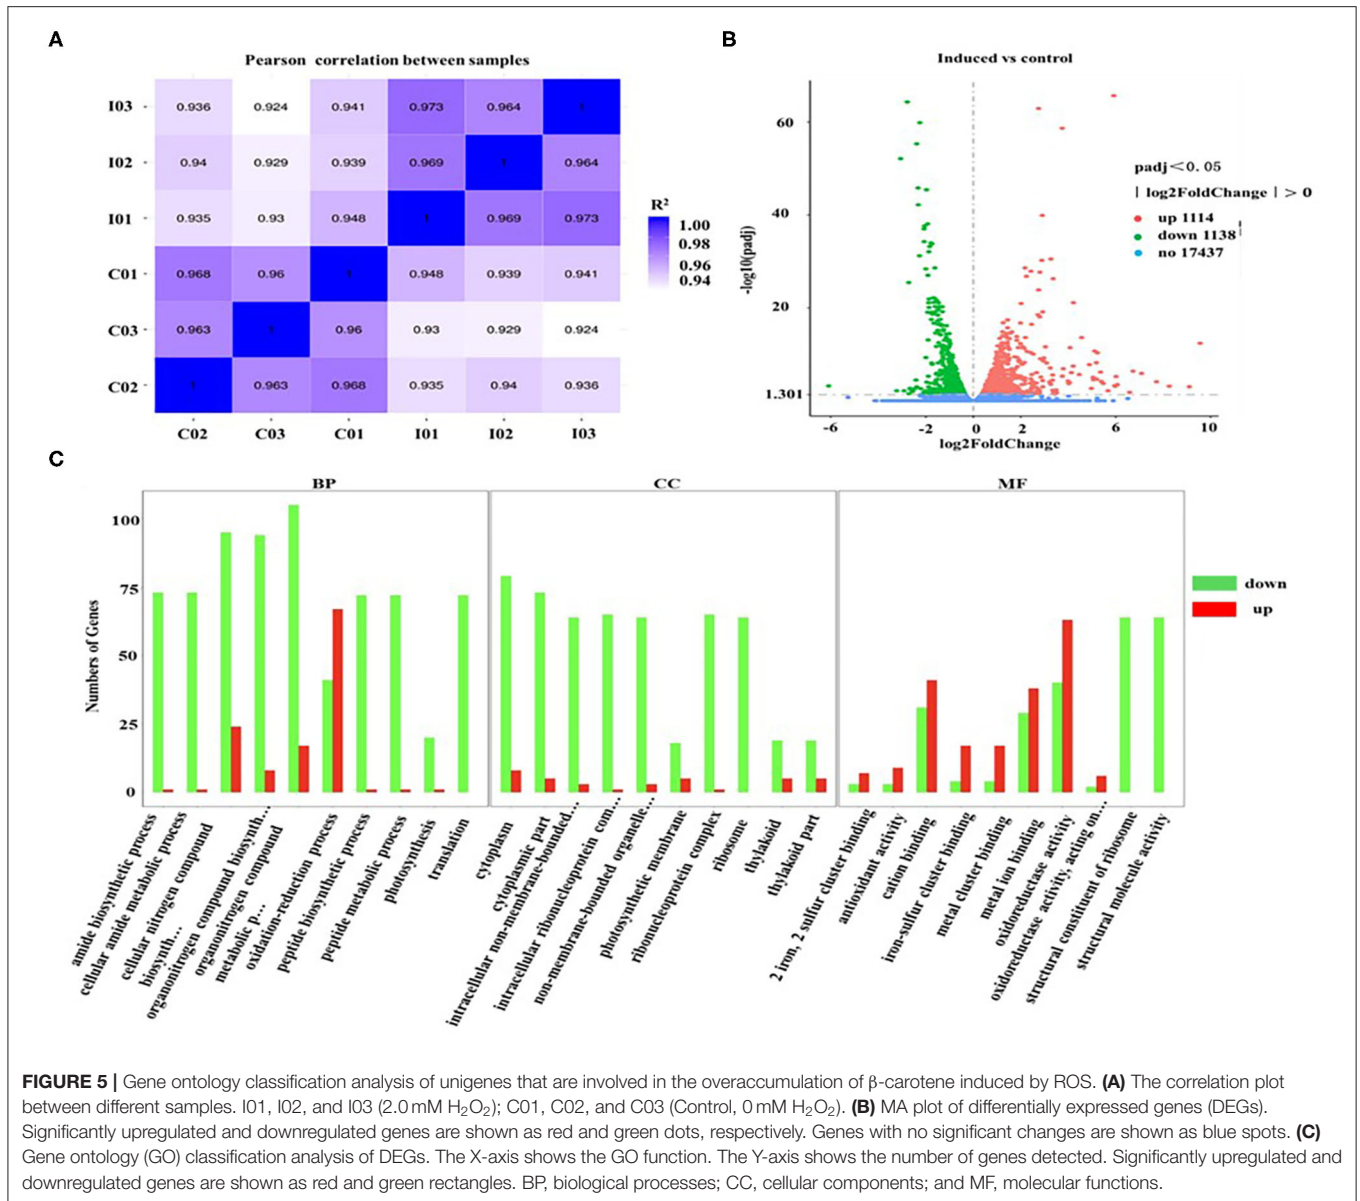 A
Pearson correlation between samples
I03 0.936 0.924 0.941 0.973 0.964 1
I02 0.94 0.929 0.939 0.969 1 0.964
I01 0.935 0.93 0.948 1 0.969 0.973
C01 0.968 0.96 1 0.948 0.939 0.941
C03 0.963 1 0.96 0.93 0.929 0.924
C02 1 0.963 0.968 0.935 0.94 0.936
C02 C03 C01 I01 I02 I03
R²
1.00
0.98
0.96
0.94
B
Induced vs control
-log10(padj)
60
40
20
1.301
-6 -2 0 2 6 10
log2FoldChange
padj<0.05
| log2FoldChange | > 0
up 1114
down 1138
no 17437
C
BP CC MF
Numbers of Genes
100
75
50
25
0
down
up
amide biosynthetic process
cellular amide metabolic process
cellular nitrogen compound
biosynth...
organonitrogen compound biosynth...
organonitrogen compound
metabolic p...
oxidation-reduction process
peptide biosynthetic process
peptide metabolic process
photosynthesis
translation
cytoplasm
cytoplasmic part
intracellular non-membrane-bounded...
intracellular ribonucleoprotein com...
non-membrane-bounded organelle...
photosynthetic membrane
ribonucleoprotein complex
ribosome
thylakoid
thylakoid part
2 iron, 2 sulfur cluster binding
antioxidant activity
cation binding
iron-sulfur cluster binding
metal cluster binding
metal ion binding
oxidoreductase activity
oxidoreductase activity, acting on...
structural constituent of ribosome
structural molecule activity
FIGURE 5 | Gene ontology classification analysis of unigenes that are involved in the overaccumulation of β-carotene induced by ROS. (A) The correlation plot
between different samples. I01, I02, and I03 (2.0 mM H₂O₂); C01, C02, and C03 (Control, 0 mM H₂O₂). (B) MA plot of differentially expressed genes (DEGs).
Significantly upregulated and downregulated genes are shown as red and green dots, respectively. Genes with no significant changes are shown as blue spots. (C)
Gene ontology (GO) classification analysis of DEGs. The X-axis shows the GO function. The Y-axis shows the number of genes detected. Significantly upregulated and
downregulated genes are shown as red and green rectangles. BP, biological processes; CC, cellular components; and MF, molecular functions.